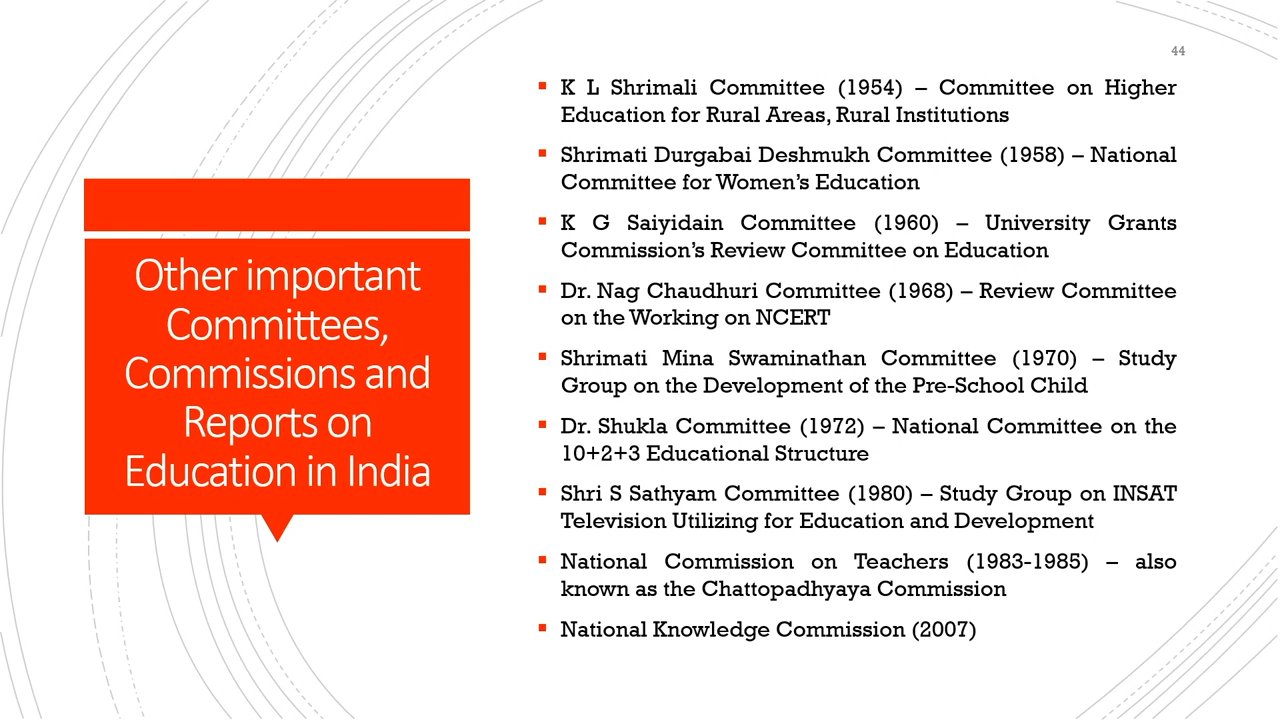 44
Other important
Committees,
Commissions and
Reports on
Education in India
K L Shrimali Committee (1954) – Committee on Higher
Education for Rural Areas, Rural Institutions
Shrimati Durgabai Deshmukh Committee (1958) – National
Committee for Women’s Education
K G Saiyidain Committee (1960) – University Grants
Commission’s Review Committee on Education
Dr. Nag Chaudhuri Committee (1968) – Review Committee
on the Working on NCERT
Shrimati Mina Swaminathan Committee (1970) – Study
Group on the Development of the Pre-School Child
Dr. Shukla Committee (1972) – National Committee on the
10+2+3 Educational Structure
Shri S Sathyam Committee (1980) – Study Group on INSAT
Television Utilizing for Education and Development
National Commission on Teachers (1983-1985) – also
known as the Chattopadhyaya Commission
National Knowledge Commission (2007)